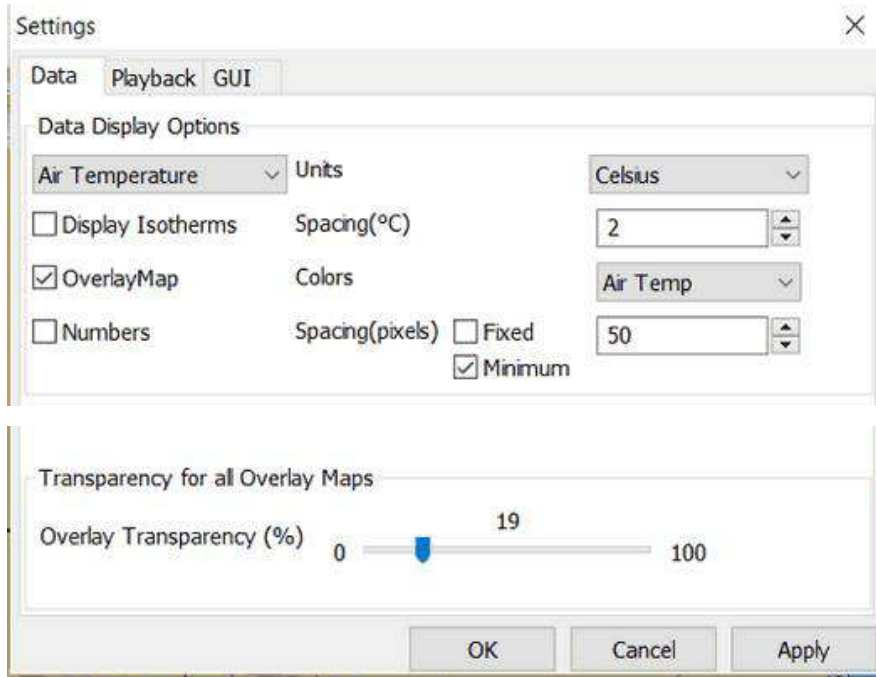 Settings
Data Playback GUI
Data Display Options
Air Temperature Units Celsius
Display Isotherms Spacing(ºC) 2
OverlayMap Colors Air Temp
Numbers Spacing(pixels) Fixed 50
Minimum
Transparency for all Overlay Maps
19
Overlay Transparency (%) 0 100
OK Cancel Apply